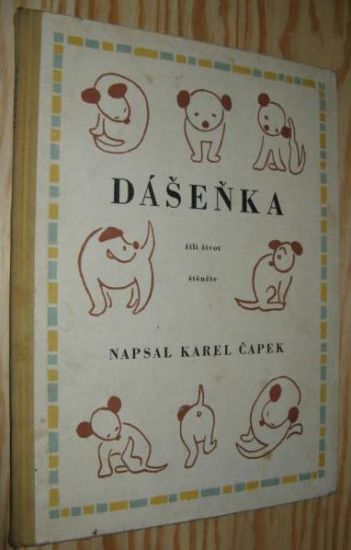 DÁŠEŇKA
čili život
štěněte
NAPSAL KAREL ČAPEK